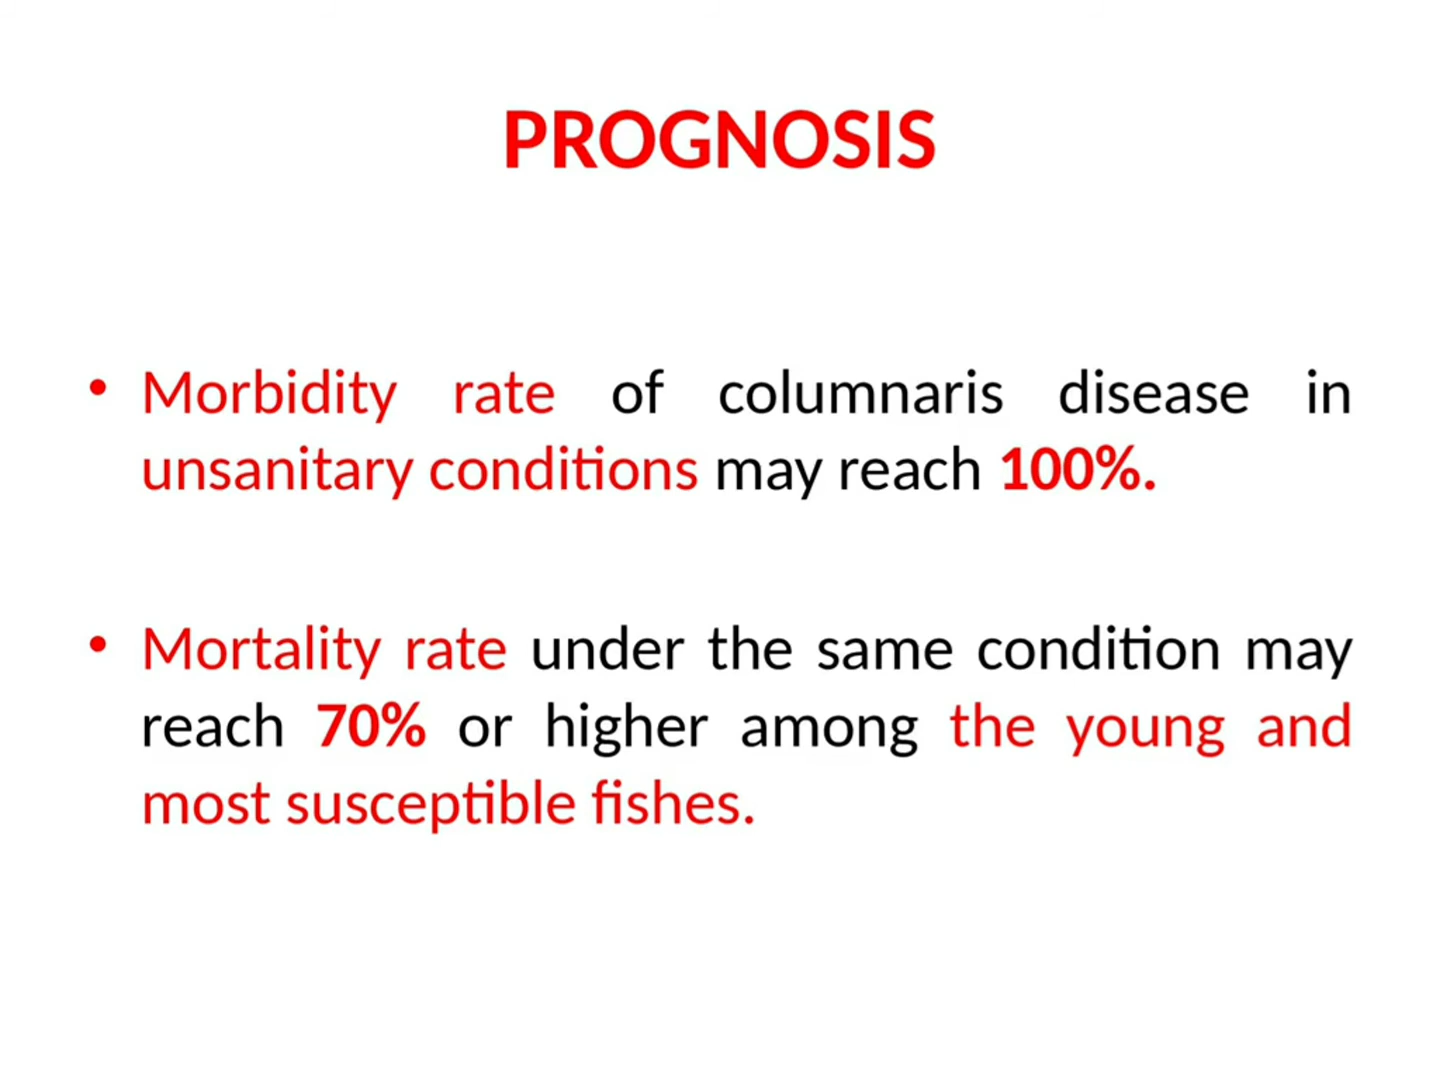 PROGNOSIS
• Morbidity rate of columnaris disease in
unsanitary conditions may reach 100%.
• Mortality rate under the same condition may
reach 70% or higher among the young and
most susceptible fishes.